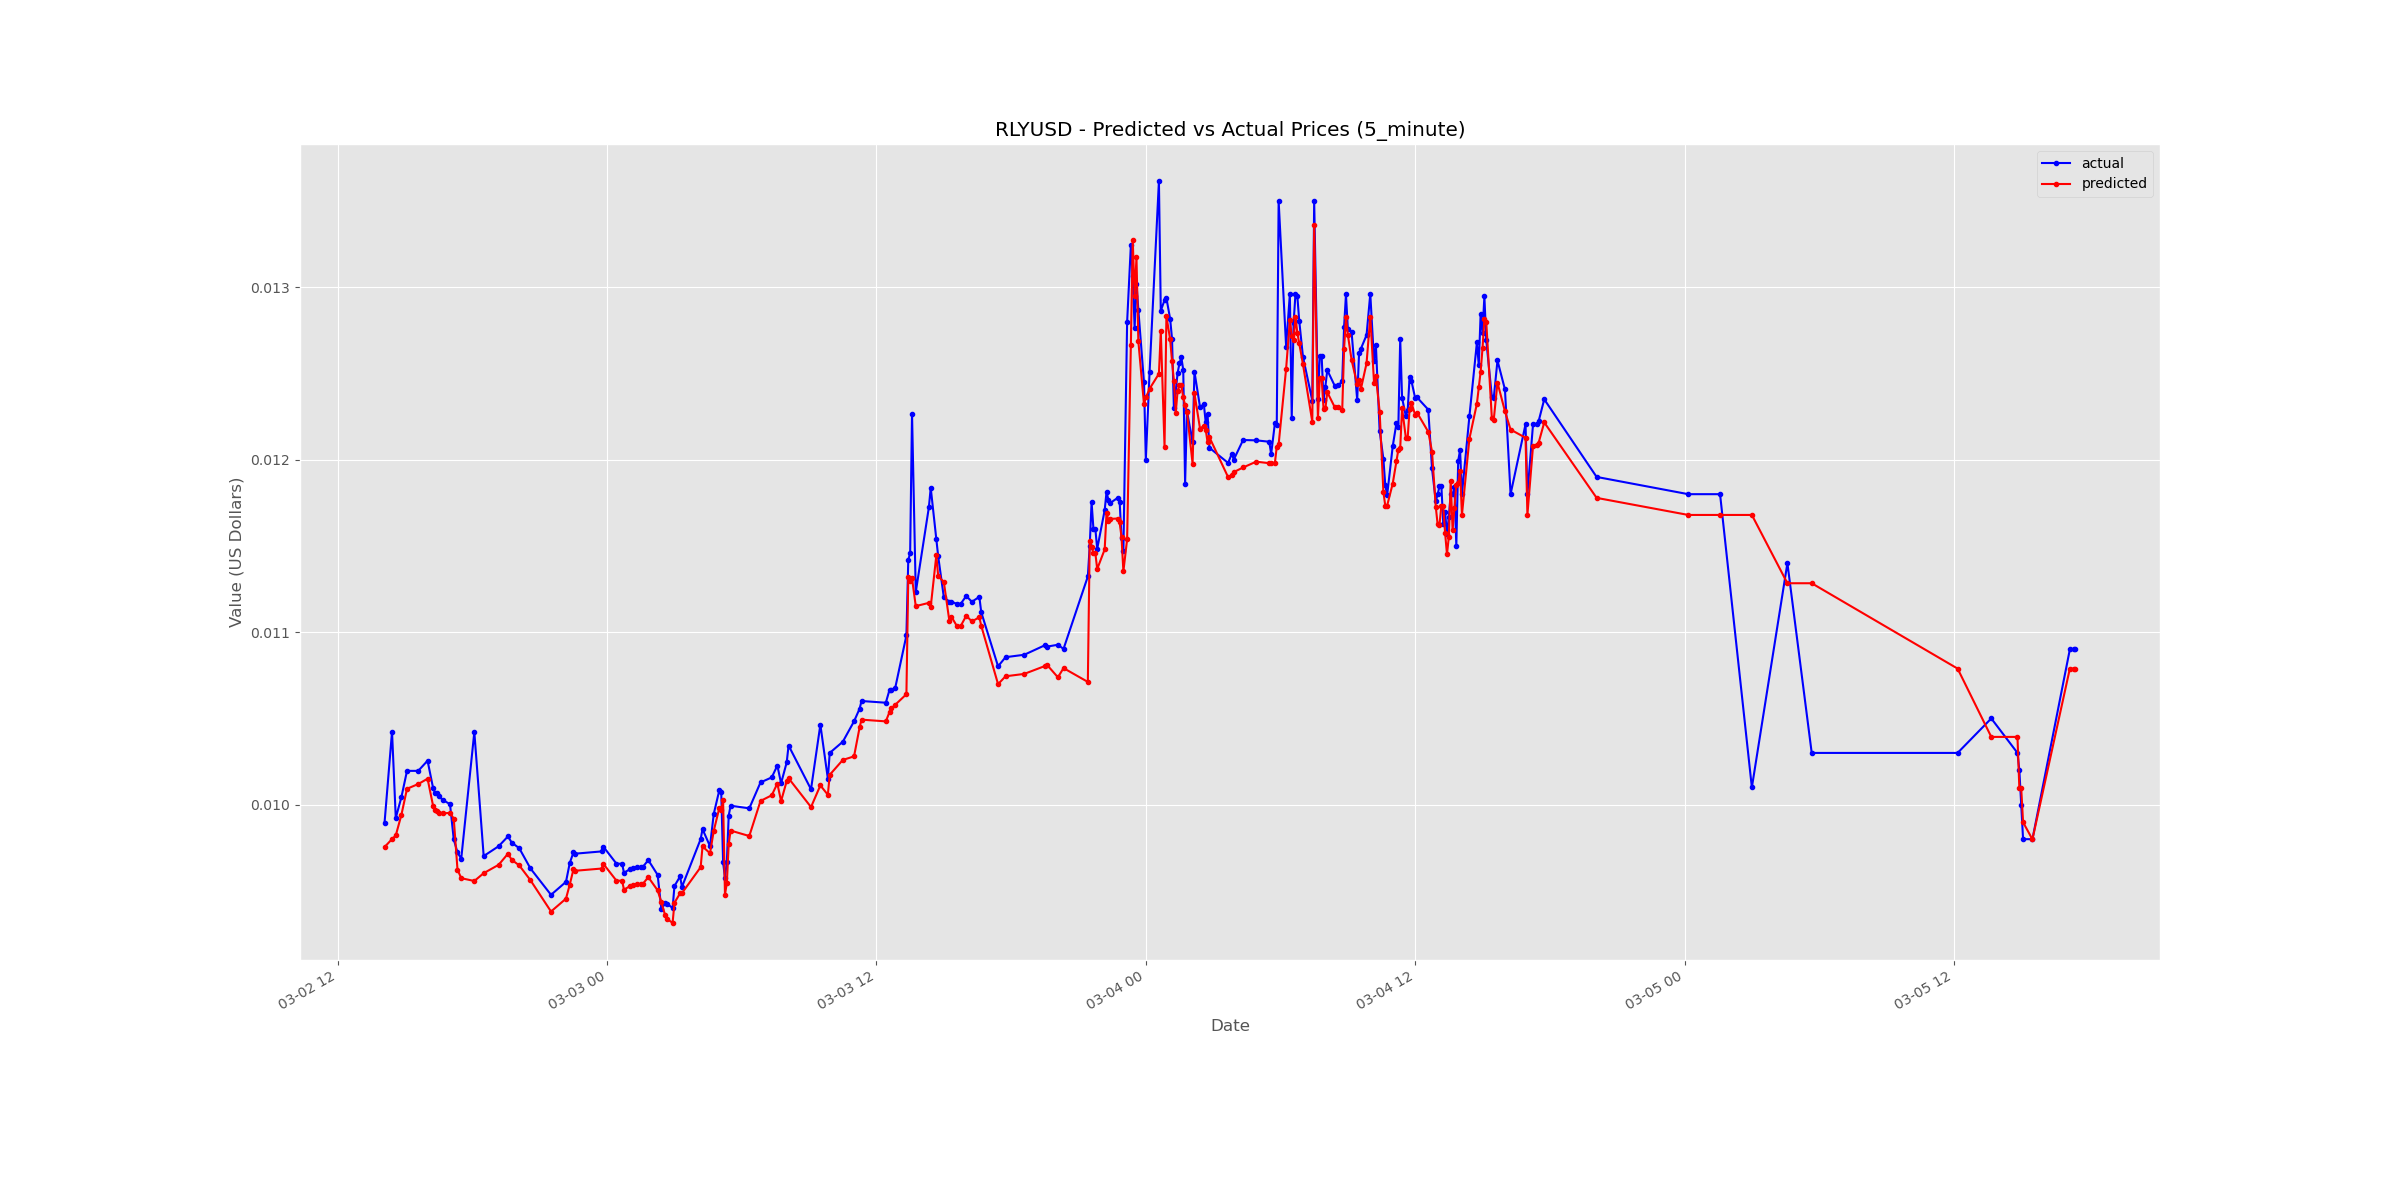 RLYUSD - Predicted vs Actual Prices (5_minute)
actual
predicted
Value (US Dollars)
0.013
0.012
0.011
0.010
03-02 12
03-03 00
03-03 12
03-04 00
03-04 12
03-05 00
03-05 12
Date